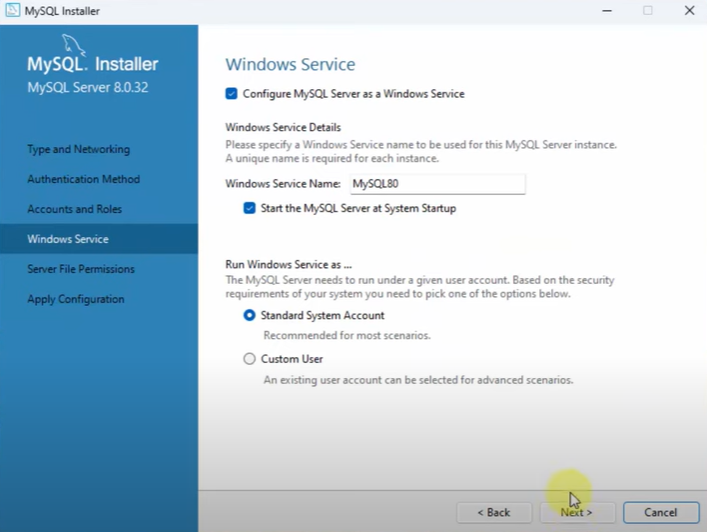 MySQL Installer
MySQL. Installer
MySQL Server 8.0.32
Type and Networking
Authentication Method
Accounts and Roles
Windows Service
Server File Permissions
Apply Configuration
Windows Service
Configure MySQL Server as a Windows Service
Windows Service Details
Please specify a Windows Service name to be used for this MySQL Server instance.
A unique name is required for each instance.
Windows Service Name: MySQL80
Start the MySQL Server at System Startup
Run Windows Service as ...
The MySQL Server needs to run under a given user account. Based on the security
requirements of your system you need to pick one of the options below.
Standard System Account
Recommended for most scenarios.
Custom User
An existing user account can be selected for advanced scenarios.
< Back
Next >
Cancel